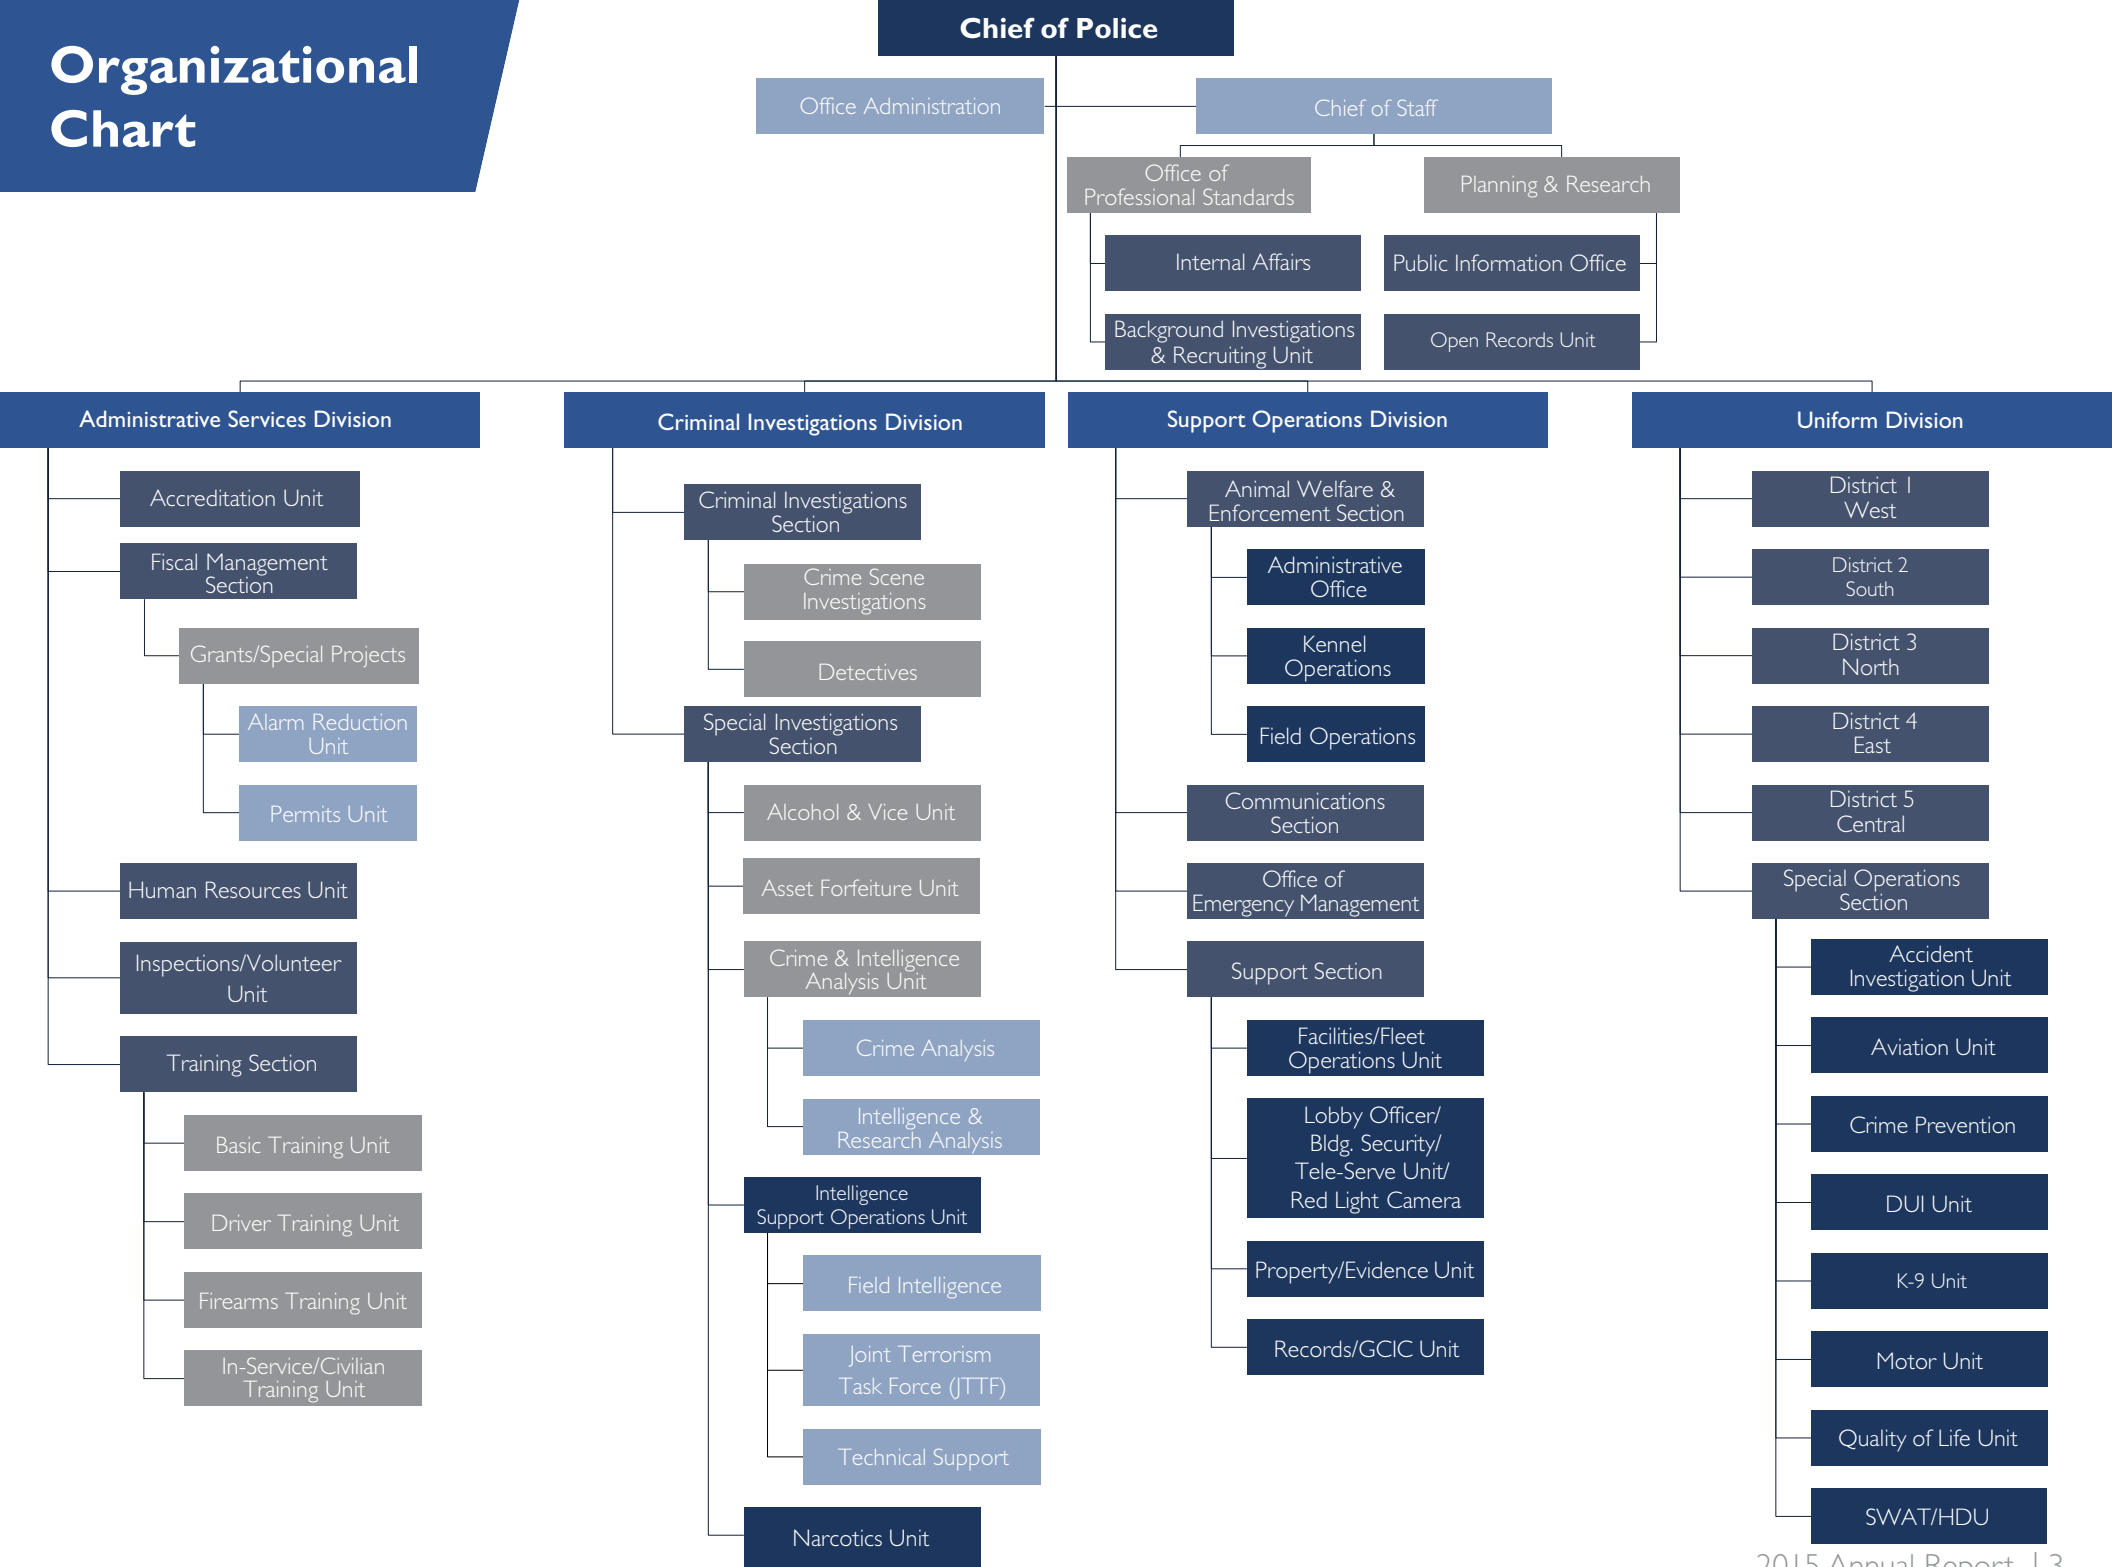 Organizational
Chart
Chief of Police
Office Administration
Chief of Staff
Office of
Professional Standards
Planning & Research
Internal Affairs
Public Information Office
Background Investigations
& Recruiting Unit
Open Records Unit
Administrative Services Division
Accreditation Unit
Fiscal Management
Section
Grants/Special Projects
Alarm Reduction
Unit
Permits Unit
Human Resources Unit
Inspections/Volunteer
Unit
Training Section
Basic Training Unit
Driver Training Unit
Firearms Training Unit
In-Service/Civilian
Training Unit
Criminal Investigations Division
Criminal Investigations
Section
Crime Scene
Investigations
Detectives
Special Investigations
Section
Alcohol & Vice Unit
Asset Forfeiture Unit
Crime & Intelligence
Analysis Unit
Crime Analysis
Intelligence &
Research Analysis
Intelligence
Support Operations Unit
Field Intelligence
Joint Terrorism
Task Force (JTTF)
Technical Support
Narcotics Unit
Support Operations Division
Animal Welfare &
Enforcement Section
Administrative
Office
Kennel
Operations
Field Operations
Communications
Section
Office of
Emergency Management
Support Section
Facilities/Fleet
Operations Unit
Lobby Officer/
Bldg. Security/
Tele-Serve Unit/
Red Light Camera
Property/Evidence Unit
Records/GCIC Unit
Uniform Division
District 1
West
District 2
South
District 3
North
District 4
East
District 5
Central
Special Operations
Section
Accident
Investigation Unit
Aviation Unit
Crime Prevention
DUI Unit
K-9 Unit
Motor Unit
Quality of Life Unit
SWAT/HDU
2015 Annual Report | 3